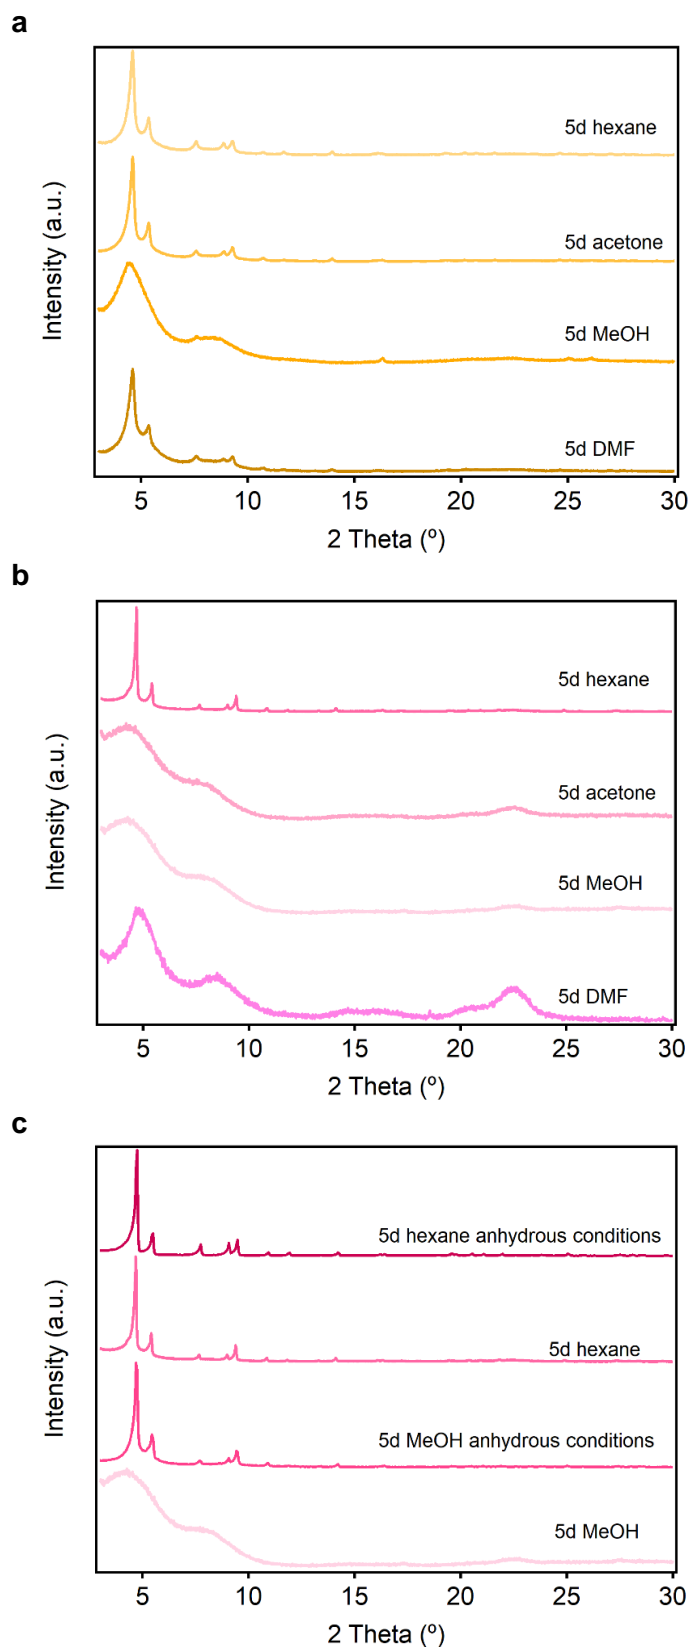 a
Intensity (a.u.)
5d hexane
5d acetone
5d MeOH
5d DMF
5 10 15 20 25 30
2 Theta (º)
b
Intensity (a.u.)
5d hexane
5d acetone
5d MeOH
5d DMF
5 10 15 20 25 30
2 Theta (º)
c
Intensity (a.u.)
5d hexane anhydrous conditions
5d hexane
5d MeOH anhydrous conditions
5d MeOH
5 10 15 20 25 30
2 Theta (º)